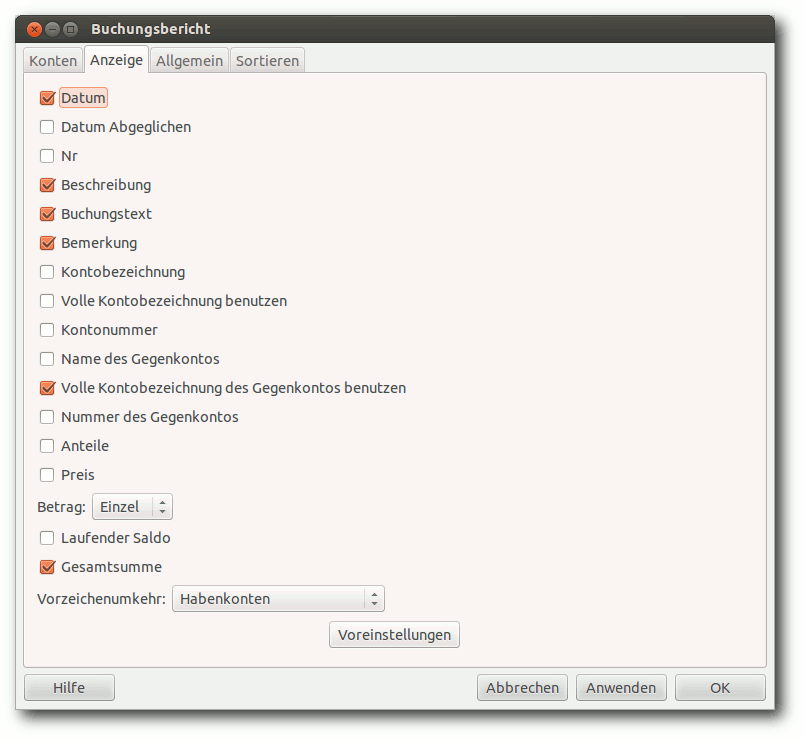 Buchungsbericht
Konten Anzeige Allgemein Sortieren
Datum
Datum Abgeglichen
Nr
Beschreibung
Buchungstext
Bemerkung
Kontobezeichnung
Volle Kontobezeichnung benutzen
Kontonummer
Name des Gegenkontos
Volle Kontobezeichnung des Gegenkontos benutzen
Nummer des Gegenkontos
Anteile
Preis
Betrag: Einzel
Laufender Saldo
Gesamtsumme
Vorzeichenumkehr: Habenkonten
Voreinstellungen
Hilfe Abbrechen Anwenden OK